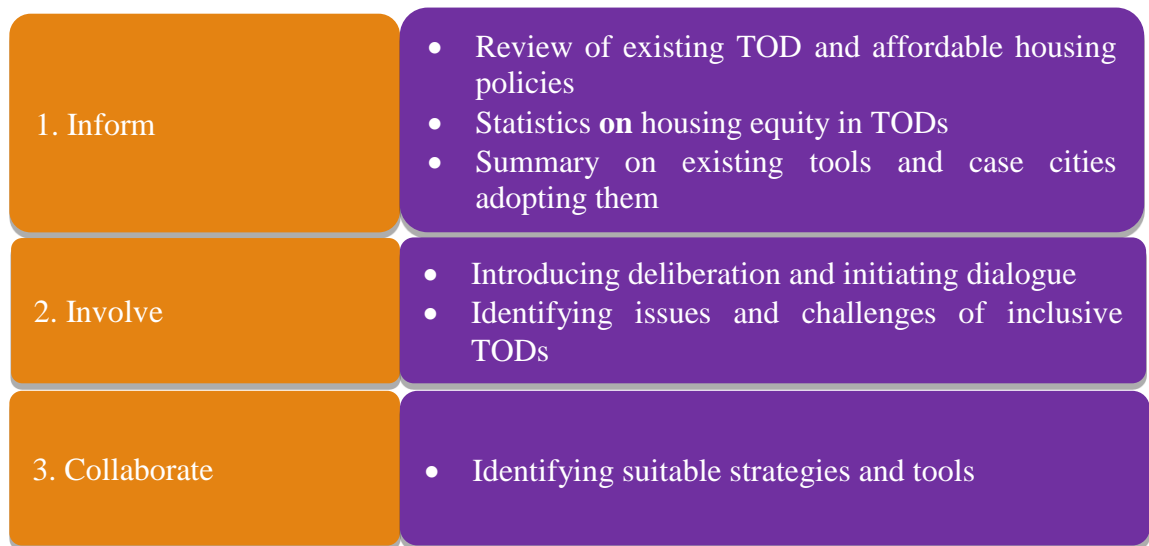 1. Inform
• Review of existing TOD and affordable housing
policies
• Statistics on housing equity in TODs
• Summary on existing tools and case cities
adopting them
2. Involve
• Introducing deliberation and initiating dialogue
• Identifying issues and challenges of inclusive
TODs
3. Collaborate
• Identifying suitable strategies and tools